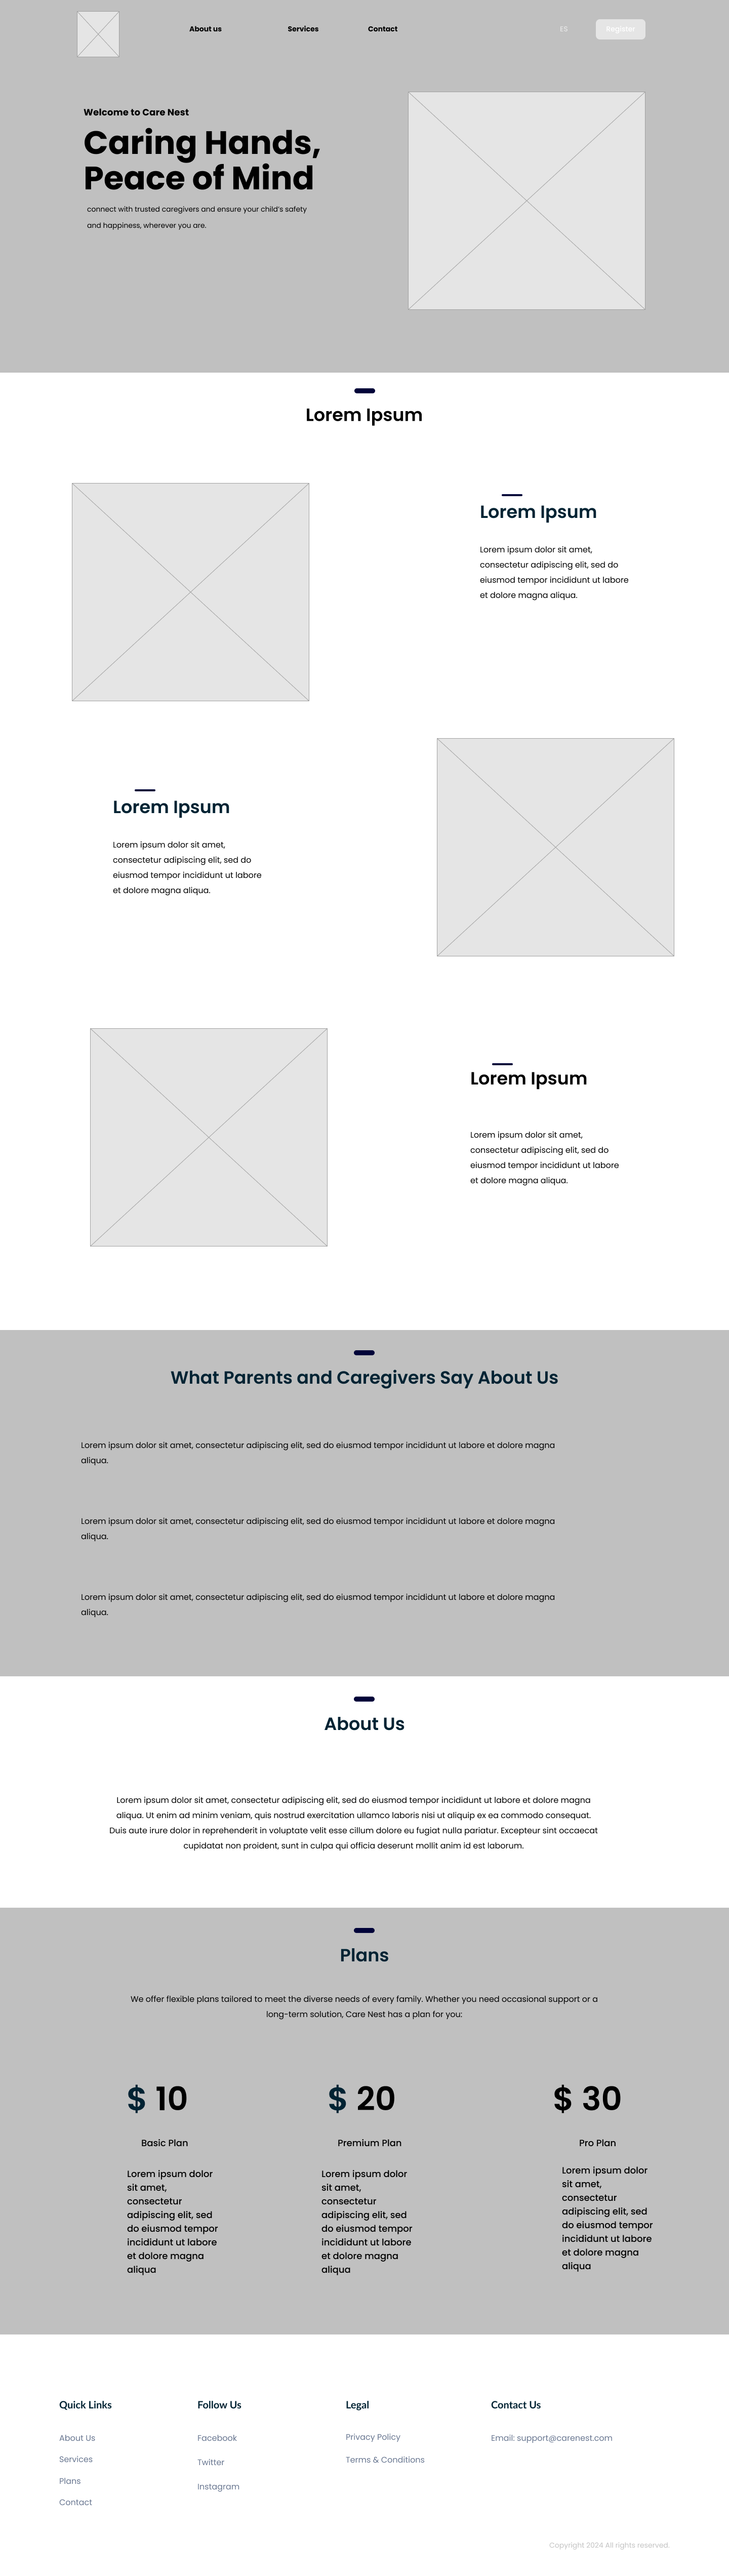 About us
Services
Contact
ES
Register
Welcome to Care Nest
Caring Hands,
Peace of Mind
connect with trusted caregivers and ensure your child's safety
and happiness, wherever you are.
Lorem Ipsum
Lorem Ipsum
Lorem ipsum dolor sit amet,
consectetur adipiscing elit, sed do
eiusmod tempor incididunt ut labore
et dolore magna aliqua.
Lorem Ipsum
Lorem ipsum dolor sit amet,
consectetur adipiscing elit, sed do
eiusmod tempor incididunt ut labore
et dolore magna aliqua.
Lorem Ipsum
Lorem ipsum dolor sit amet,
consectetur adipiscing elit, sed do
eiusmod tempor incididunt ut labore
et dolore magna aliqua.
What Parents and Caregivers Say About Us
Lorem ipsum dolor sit amet, consectetur adipiscing elit, sed do eiusmod tempor incididunt ut labore et dolore magna
aliqua.
Lorem ipsum dolor sit amet, consectetur adipiscing elit, sed do eiusmod tempor incididunt ut labore et dolore magna
aliqua.
Lorem ipsum dolor sit amet, consectetur adipiscing elit, sed do eiusmod tempor incididunt ut labore et dolore magna
aliqua.
About Us
Lorem ipsum dolor sit amet, consectetur adipiscing elit, sed do eiusmod tempor incididunt ut labore et dolore magna
aliqua. Ut enim ad minim veniam, quis nostrud exercitation ullamco laboris nisi ut aliquip ex ea commodo consequat.
Duis aute irure dolor in reprehenderit in voluptate velit esse cillum dolore eu fugiat nulla pariatur. Excepteur sint occaecat
cupidatat non proident, sunt in culpa qui officia deserunt mollit anim id est laborum.
Plans
We offer flexible plans tailored to meet the diverse needs of every family. Whether you need occasional support or a
long-term solution, Care Nest has a plan for you:
$ 10
Basic Plan
Lorem ipsum dolor
sit amet,
consectetur
adipiscing elit, sed
do eiusmod tempor
incididunt ut labore
et dolore magna
aliqua
$ 20
Premium Plan
Lorem ipsum dolor
sit amet,
consectetur
adipiscing elit, sed
do eiusmod tempor
incididunt ut labore
et dolore magna
aliqua
$ 30
Pro Plan
Lorem ipsum dolor
sit amet,
consectetur
adipiscing elit, sed
do eiusmod tempor
incididunt ut labore
et dolore magna
aliqua
Quick Links
About Us
Services
Plans
Contact
Follow Us
Facebook
Twitter
Instagram
Legal
Privacy Policy
Terms & Conditions
Contact Us
Email: support@carenest.com
Copyright 2024 All rights reserved.